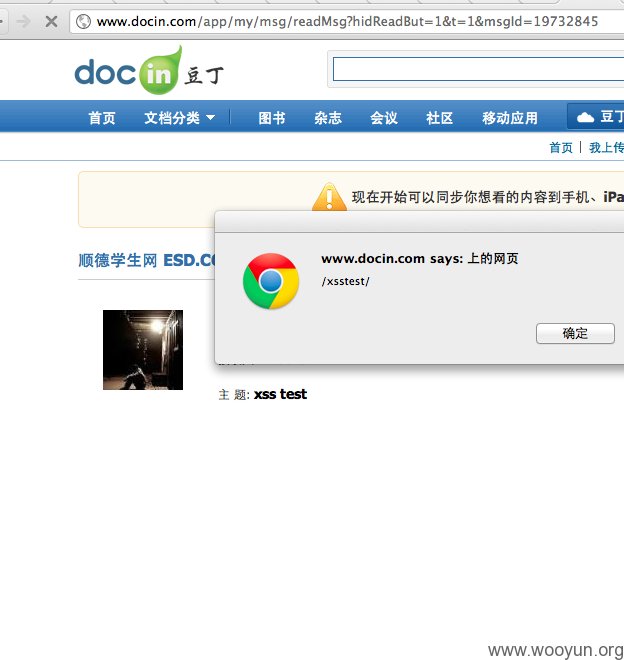 www.docin.com/app/my/msg/readMsg?hidReadBut=1&t=1&msgId=19732845
docin 豆丁
首页 文档分类 图书 杂志 会议 社区 移动应用 豆丁
首页 | 我上传
现在开始可以同步你想看的内容到手机、iPa
顺德学生网 ESD.C
www.docin.com says: 上的网页
/xsstest/
确定
主 题: xss test
www.wooyun.org